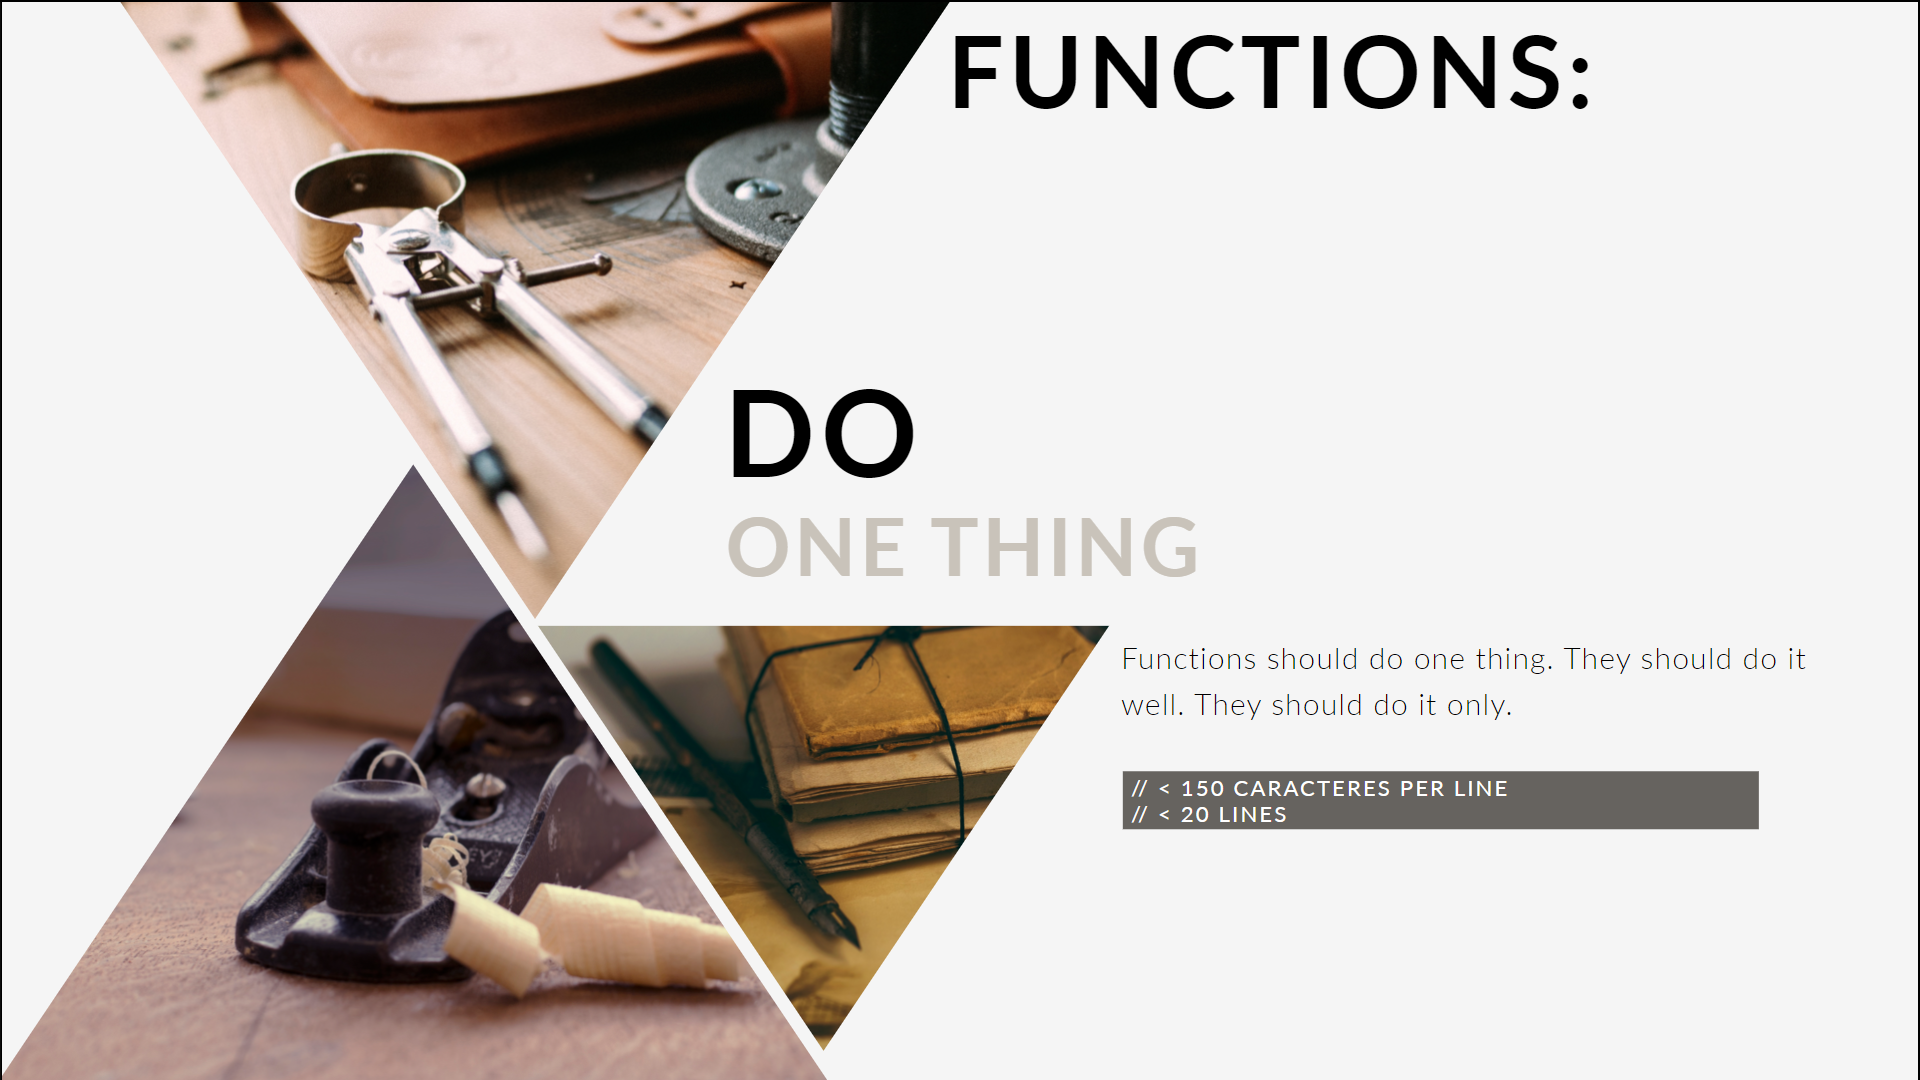 FUNCTIONS:
DO
ONE THING
Functions should do one thing. They should do it
well. They should do it only.
// < 150 CARACTERES PER LINE
// < 20 LINES